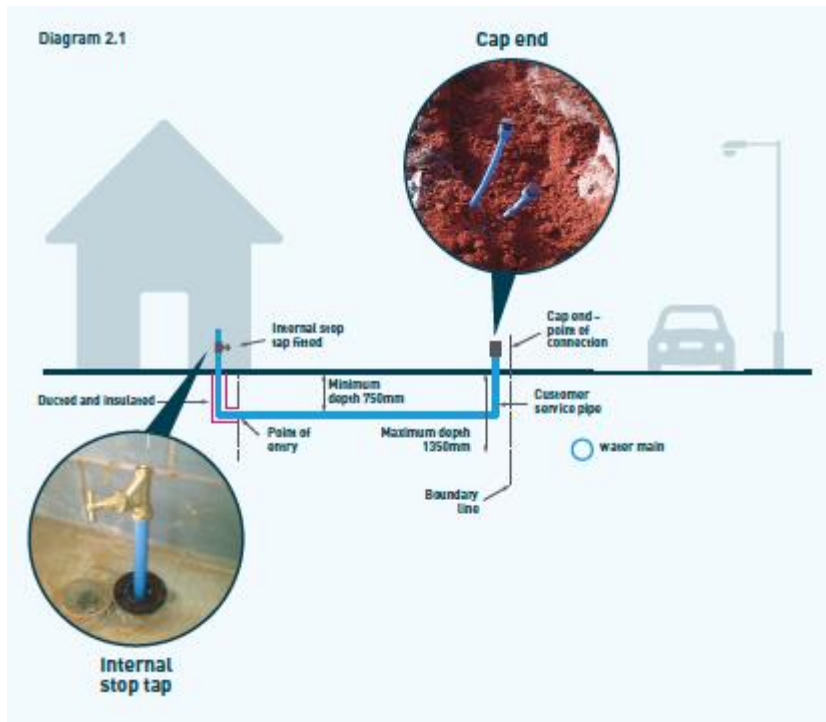 Diagram 2.1
Cap end
Internal stop
tap fitted
Cap end –
point of
connection
Ducted and insulated
Minimum
depth 750mm
Customer
service pipe
Point of
entry
Maximum depth
1350mm
water main
Boundary
line
Internal
stop tap